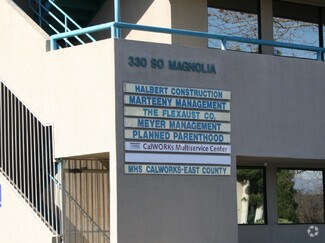 330 SO MAGNOLIA
HALBERT CONSTRUCTION
MARTEENY MANAGEMENT
THE FLEXAUST CO.
MEYER MANAGEMENT
PLANNED PARENTHOOD
CalWORKs Multiservice Center
MHS CALWORKS-EAST COUNTY